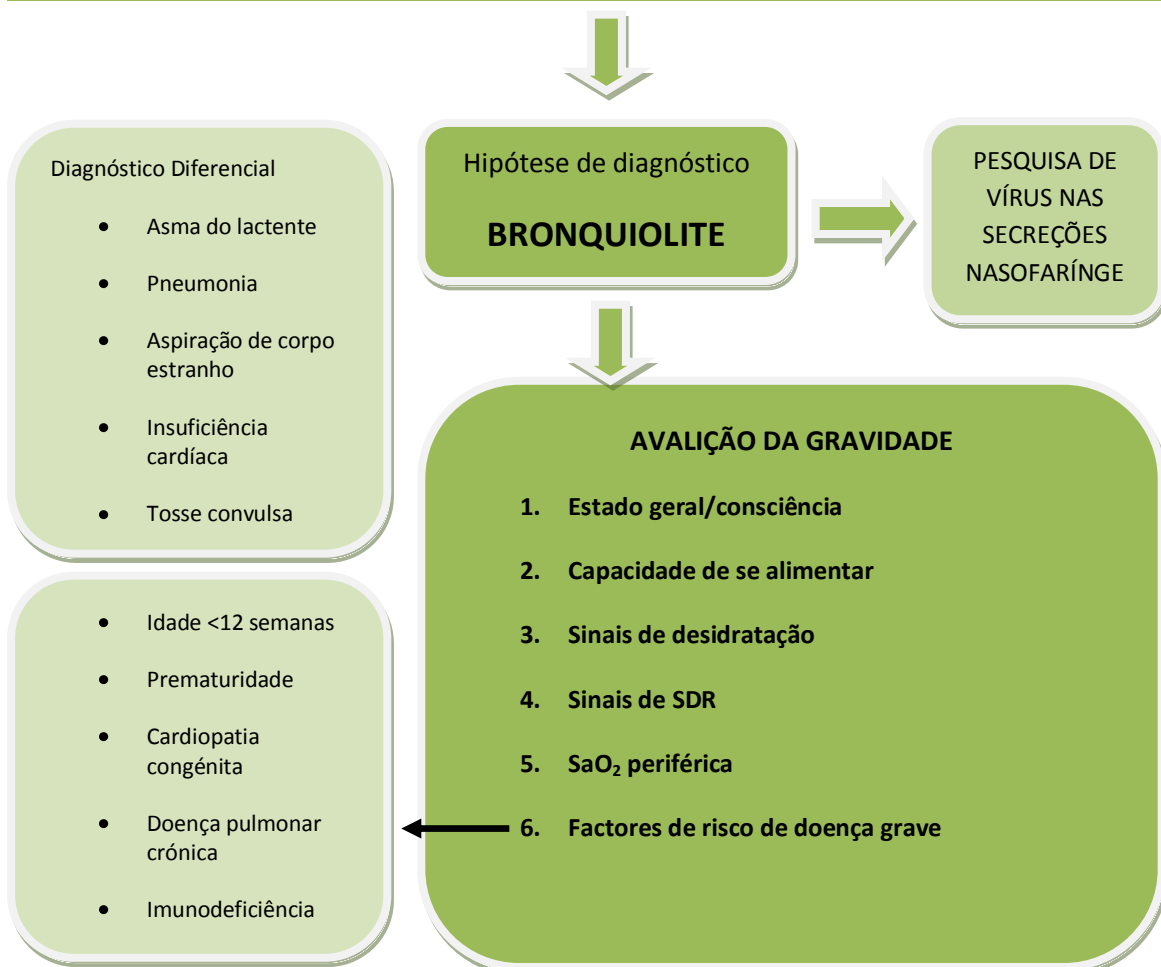 Diagnóstico Diferencial
• Asma do lactente
• Pneumonia
• Aspiração de corpo
estranho
• Insuficiência
cardíaca
• Tosse convulsa
Hipótese de diagnóstico
BRONQUIOLITE
PESQUISA DE
VÍRUS NAS
SECREÇÕES
NASOFARÍNGE
AVALIÇÃO DA GRAVIDADE
1. Estado geral/consciência
2. Capacidade de se alimentar
3. Sinais de desidratação
4. Sinais de SDR
5. SaO₂ periférica
6. Factores de risco de doença grave
• Idade <12 semanas
• Prematuridade
• Cardiopatia
congénita
• Doença pulmonar
crónica
• Imunodeficiência